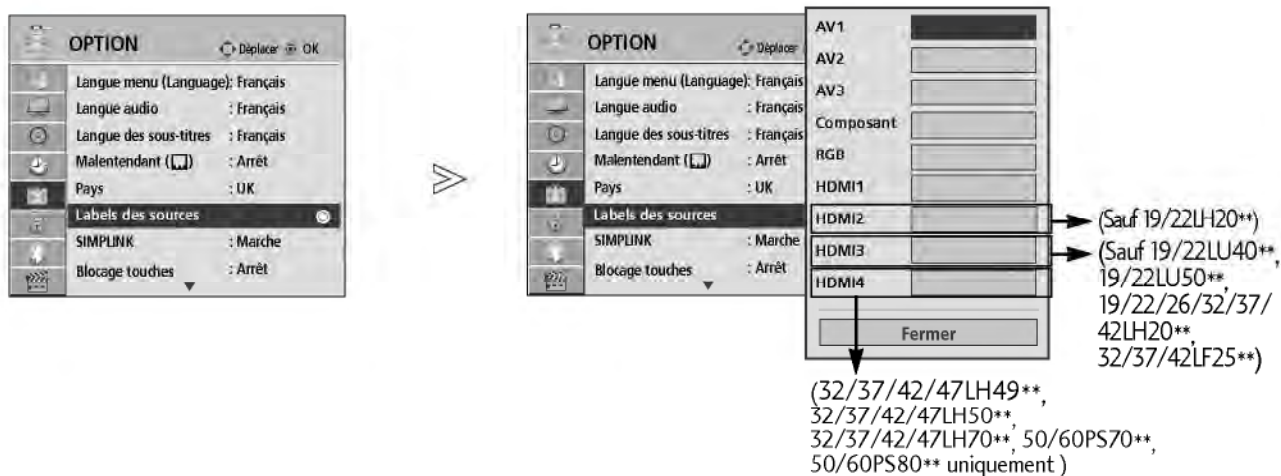 OPTION
Déplacer OK
Langue menu (Language): Français
Langue audio : Français
Langue des sous-titres : Français
Malentendant ( ) : Arrêt
Pays : UK
Labels des sources
SIMPLINK : Marche
Blocage touches : Arrêt
OPTION
Déplacer
Langue menu (Language): Français
Langue audio : Français
Langue des sous-titres : Français
Malentendant ( ) : Arrêt
Pays : UK
Labels des sources
SIMPLINK : Marche
Blocage touches : Arrêt
AV1
AV2
AV3
Composant
RGB
HDMI1
HDMI2
HDMI3
HDMI4
Fermer
(Sauf 19/22LH20**)
(Sauf 19/22LU40**,
19/22LU50**,
19/22/26/32/37/
42LH20**,
32/37/42LF25**)
(32/37/42/47LH49**,
32/37/42/47LH50**,
32/37/42/47LH70**, 50/60PS70**,
50/60PS80** uniquement )